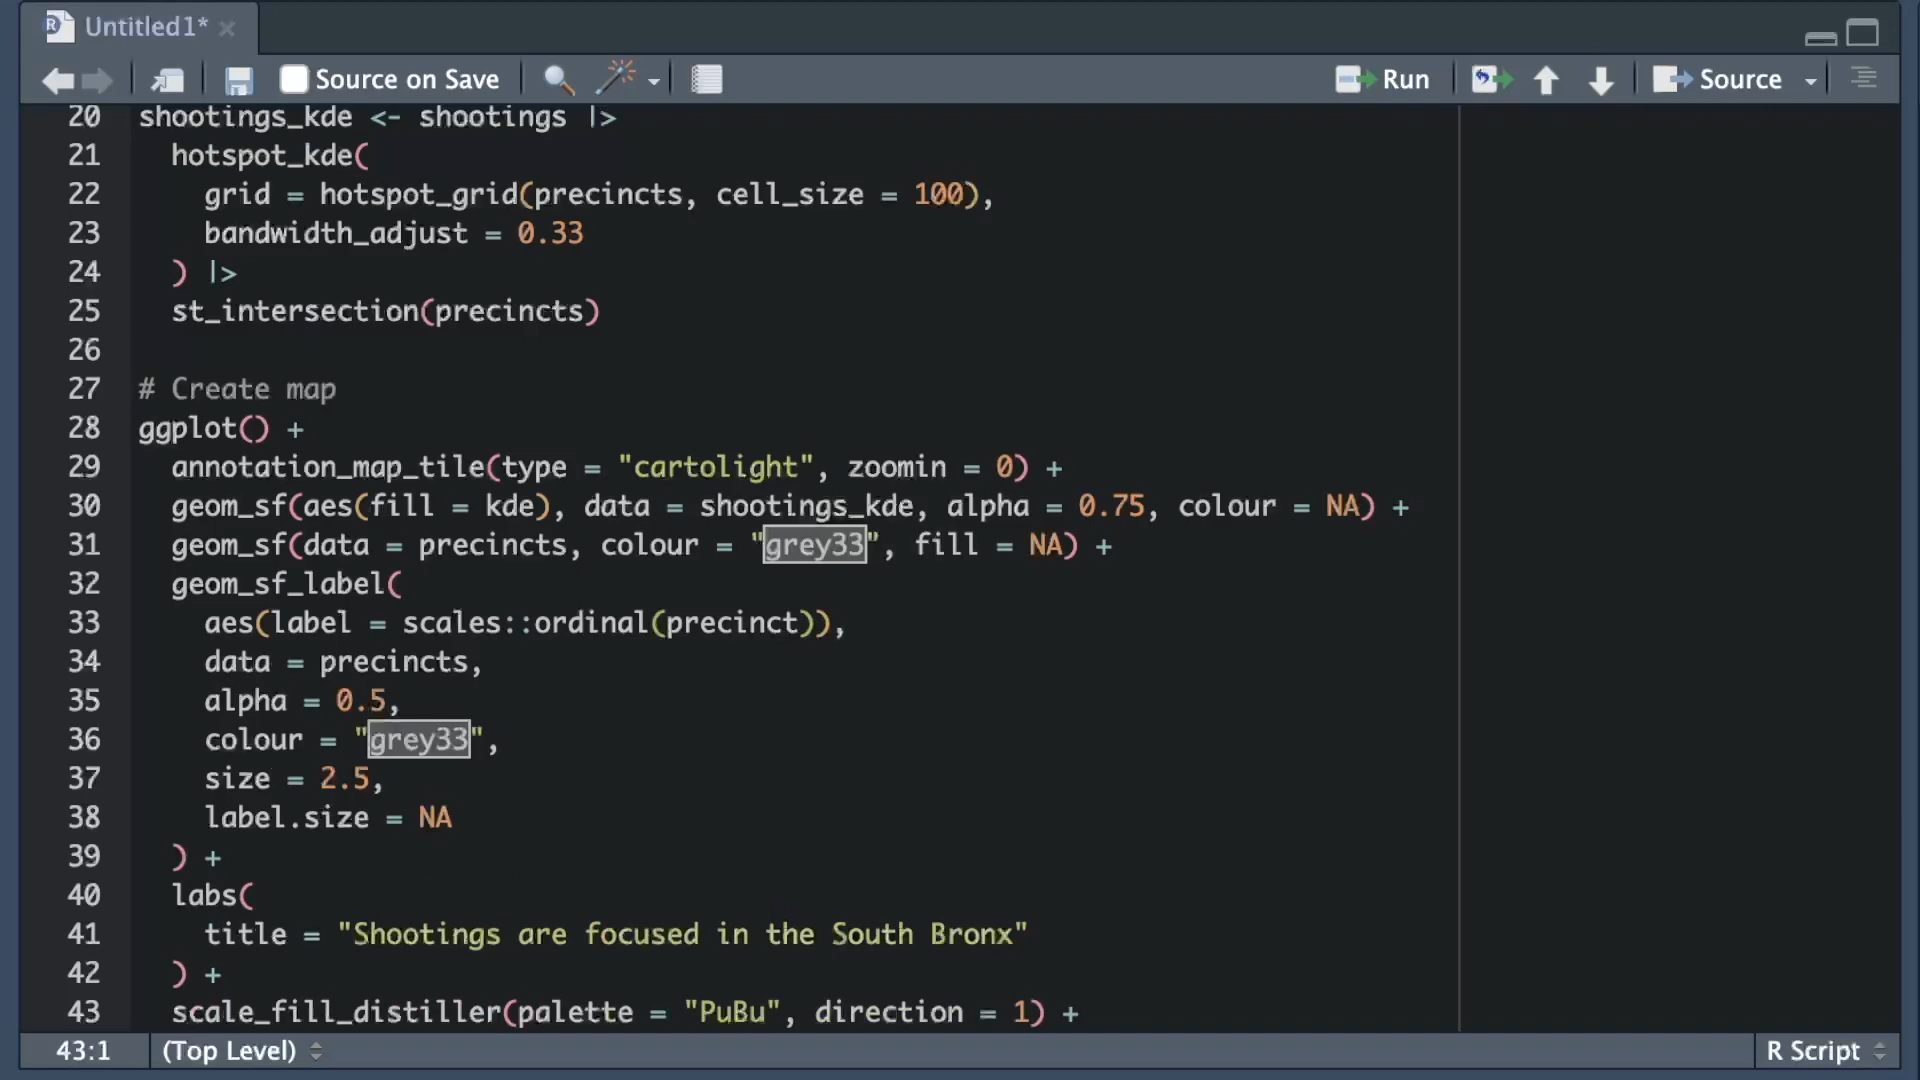 Untitled1*
Source on Save Run Source
20 shootings_kde <- shootings |>
21 hotspot_kde(
22 grid = hotspot_grid(precincts, cell_size = 100),
23 bandwidth_adjust = 0.33
24 ) |>
25 st_intersection(precincts)
26
27 # Create map
28 ggplot() +
29 annotation_map_tile(type = "cartolight", zoomin = 0) +
30 geom_sf(aes(fill = kde), data = shootings_kde, alpha = 0.75, colour = NA) +
31 geom_sf(data = precincts, colour = "grey33", fill = NA) +
32 geom_sf_label(
33 aes(label = scales::ordinal(precinct)),
34 data = precincts,
35 alpha = 0.5,
36 colour = "grey33",
37 size = 2.5,
38 label.size = NA
39 ) +
40 labs(
41 title = "Shootings are focused in the South Bronx"
42 ) +
43 scale_fill_distiller(palette = "PuBu", direction = 1) +
43:1 (Top Level) R Script